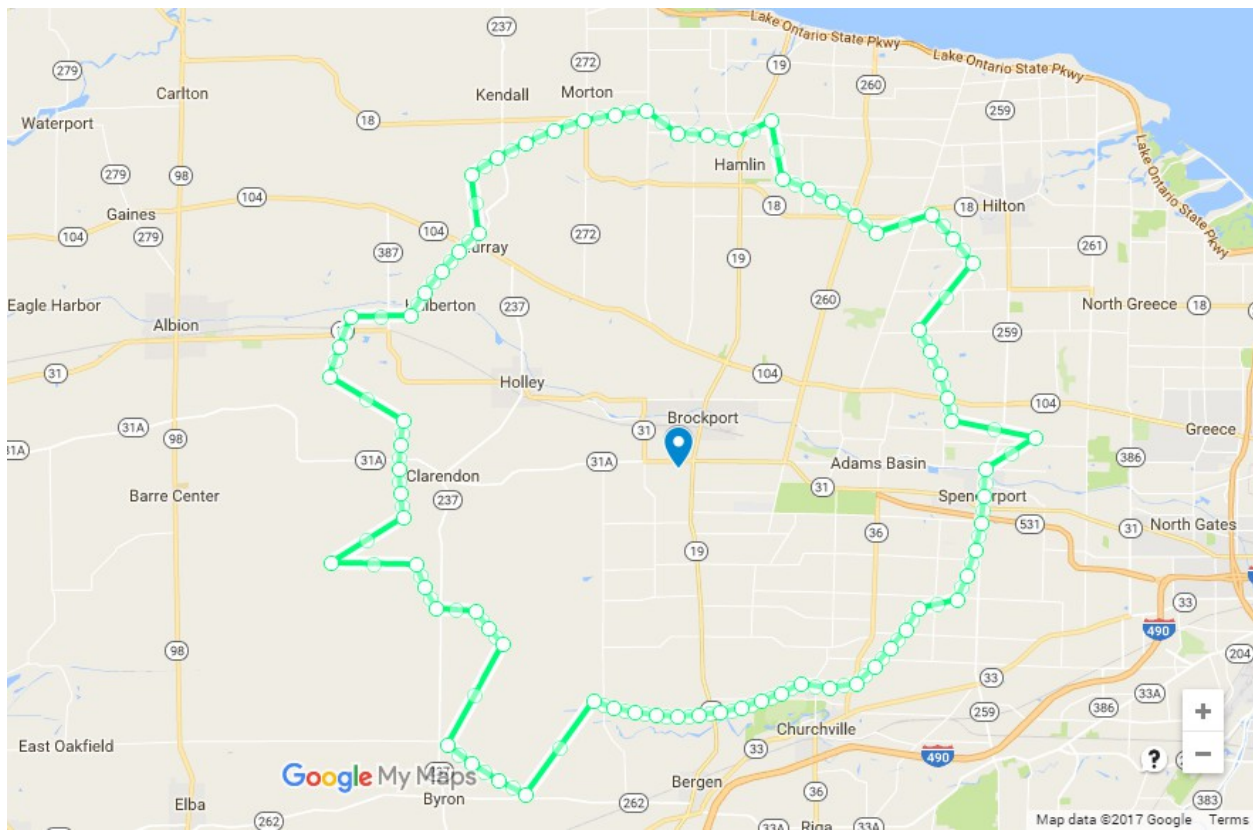 Lake Ontario State Pkwy
Lake Ontario State Pkwy
237
279
272
19
260
259
Carlton
Kendall
Morton
Waterport
18
279
98
Hamlin
104
Gaines
18
18
Hilton
104
279
104
272
387
19
261
Lake Ontario State Pkwy
Eagle Harbor
237
260
North Greece
18
Albion
259
31
Holley
104
104
Brockport
Greece
31A
31
31A
98
31A
31A
386
Clarendon
Adams Basin
31
Barre Center
237
36
531
31
North Gates
19
490
33
98
204
33
33A
259
386
East Oakfield
Churchville
33
490
Google My Maps
Bergen
Byron
Elba
262
36
383
262
33A
Riga
33A
+
−
?
Map data ©2017 Google
Terms